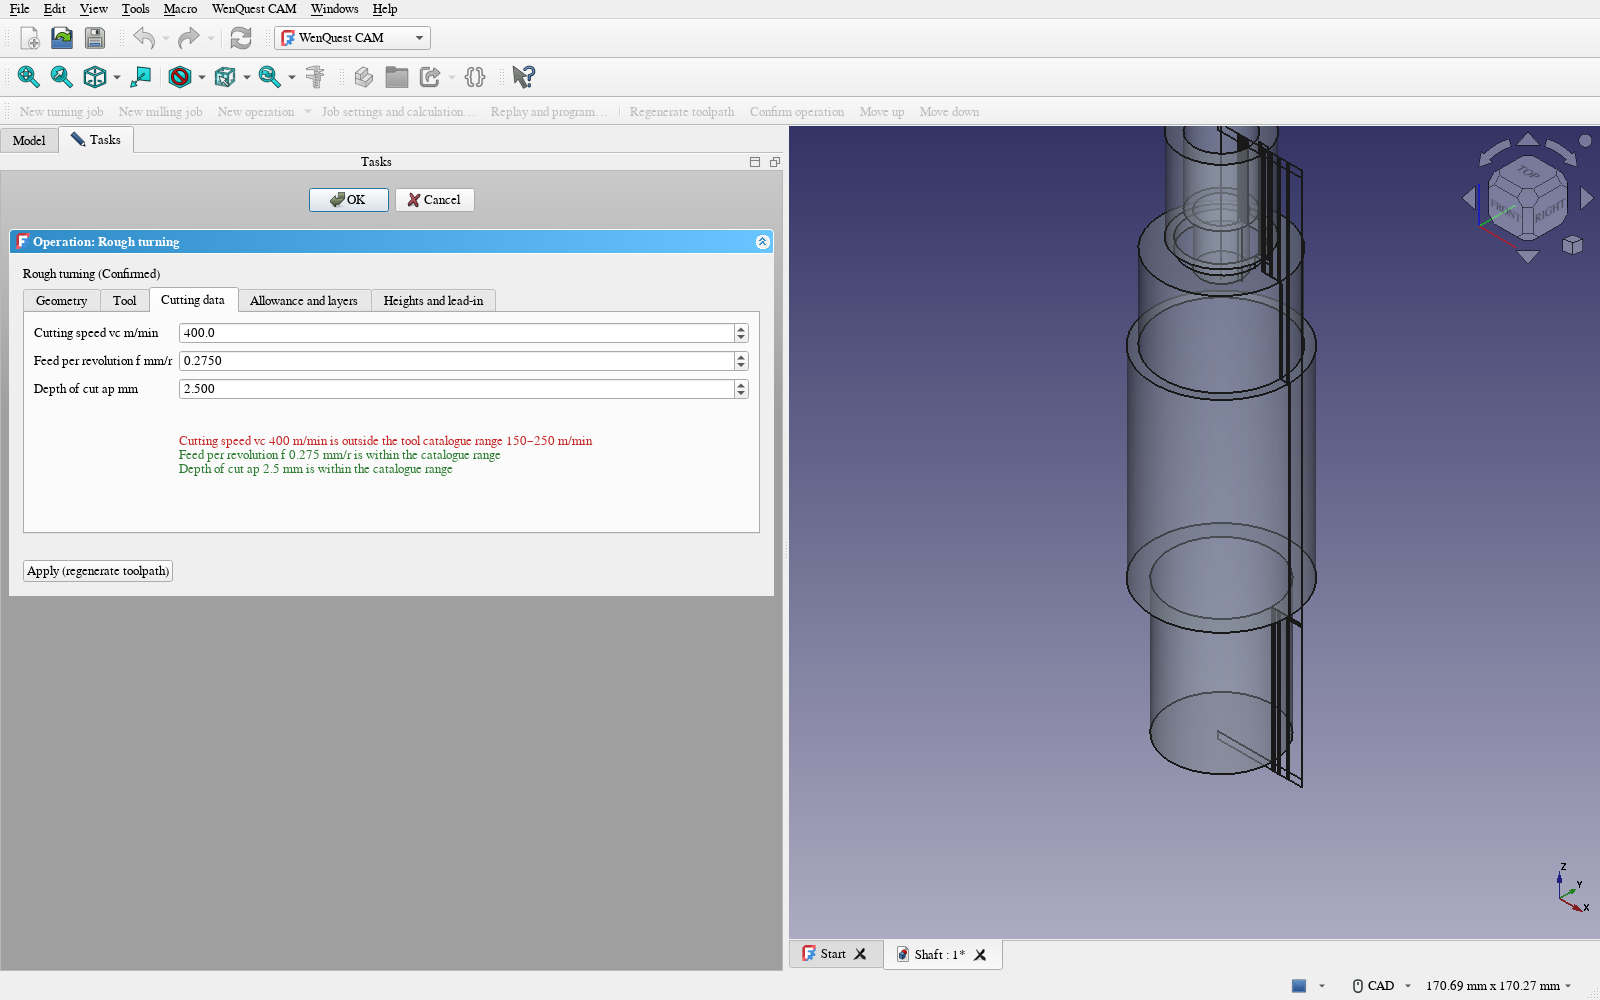 File Edit View Tools Macro WenQuest CAM Windows Help
WenQuest CAM
New turning job New milling job New operation Job settings and calculation... Replay and program... Regenerate toolpath Confirm operation Move up Move down
Model Tasks
Tasks
OK Cancel
Operation: Rough turning
Rough turning (Confirmed)
Geometry Tool Cutting data Allowance and layers Heights and lead-in
Cutting speed vc m/min 400.0
Feed per revolution f mm/r 0.2750
Depth of cut ap mm 2.500
Cutting speed vc 400 m/min is outside the tool catalogue range 150–250 m/min
Feed per revolution f 0.275 mm/r is within the catalogue range
Depth of cut ap 2.5 mm is within the catalogue range
Apply (regenerate toolpath)
TOP
FRONT RIGHT
Z
Y
X
Start Shaft : 1*
CAD 170.69 mm x 170.27 mm